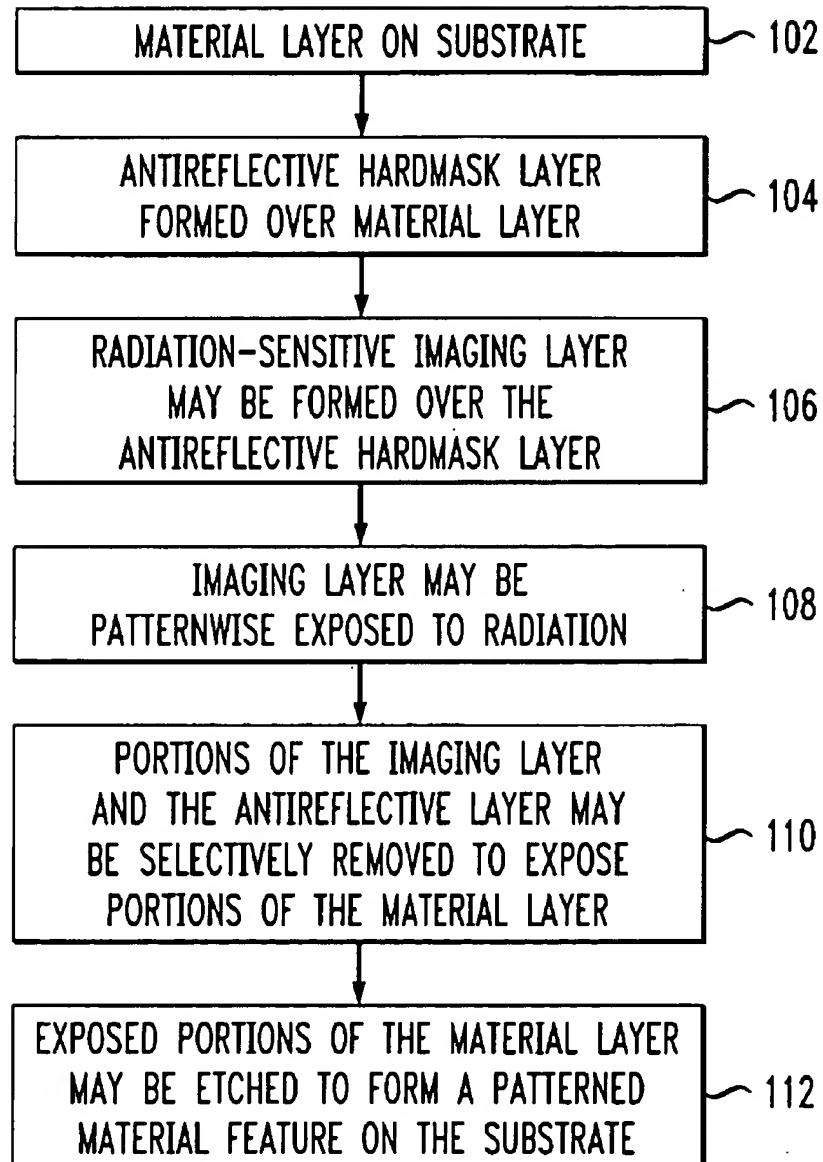 MATERIAL LAYER ON SUBSTRATE
102
ANTIREFLECTIVE HARDMASK LAYER
FORMED OVER MATERIAL LAYER
104
RADIATION-SENSITIVE IMAGING LAYER
MAY BE FORMED OVER THE
ANTIREFLECTIVE HARDMASK LAYER
106
IMAGING LAYER MAY BE
PATTERNWISE EXPOSED TO RADIATION
108
PORTIONS OF THE IMAGING LAYER
AND THE ANTIREFLECTIVE LAYER MAY
BE SELECTIVELY REMOVED TO EXPOSE
PORTIONS OF THE MATERIAL LAYER
110
EXPOSED PORTIONS OF THE MATERIAL LAYER
MAY BE ETCHED TO FORM A PATTERNED
MATERIAL FEATURE ON THE SUBSTRATE
112